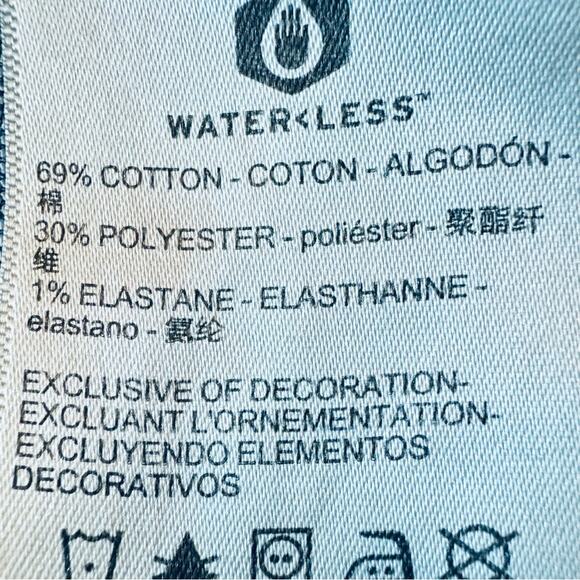 WATER<LESS™
69% COTTON - COTON - ALGODÓN -
棉
30% POLYESTER - poliéster - 聚酯纤
维
1% ELASTANE - ELASTHANNE -
elastano - 氨纶
EXCLUSIVE OF DECORATION-
EXCLUANT L'ORNEMENTATION-
EXCLUYENDO ELEMENTOS
DECORATIVOS